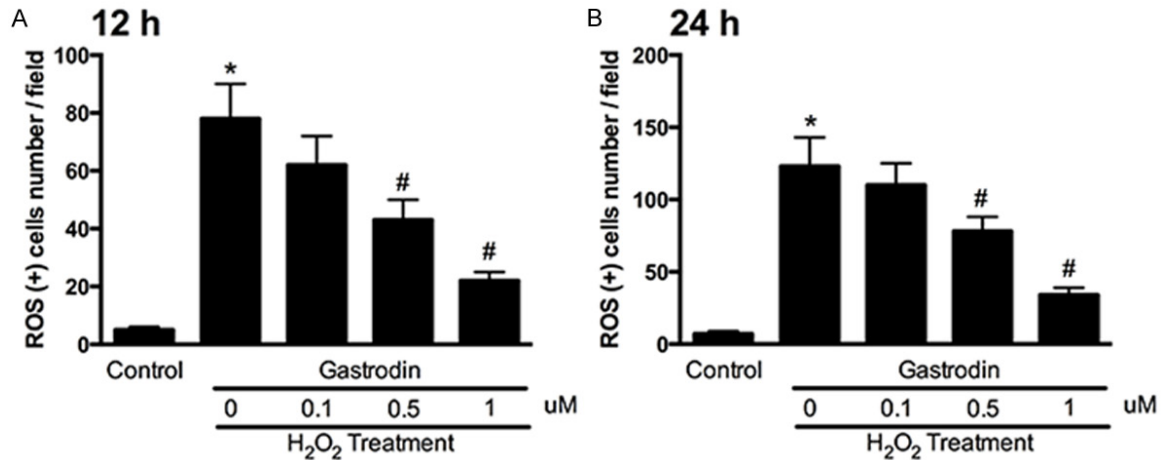 A
12 h
ROS (+) cells number / field
100
80
60
40
20
0
*
#
#
Control
Gastrodin
0 0.1 0.5 1 uM
H₂O₂ Treatment
B
24 h
ROS (+) cells number / field
200
150
100
50
0
*
#
#
Control
Gastrodin
0 0.1 0.5 1 uM
H₂O₂ Treatment